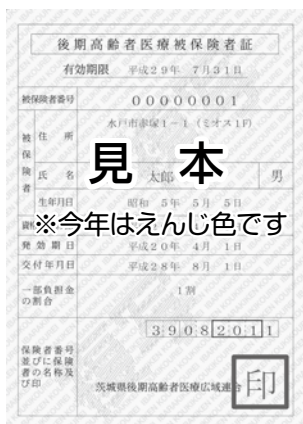 後期高齢者医療被保険者証
有効期限 平成29年 7月31日
被保険者番号 00000001
被保険者
住所 水戸市赤塚1-1(ミオス1F)
氏名 太郎 男
見本
生年月日 昭和 5年 5月 5日
※今年はえんじ色です
発効期日 平成20年 4月 1日
交付年月日 平成28年 8月 1日
一部負担金の割合 1割
39082011
保険者番号
並びに保険
者の名称及
び印
茨城県後期高齢者医療広域連合
印